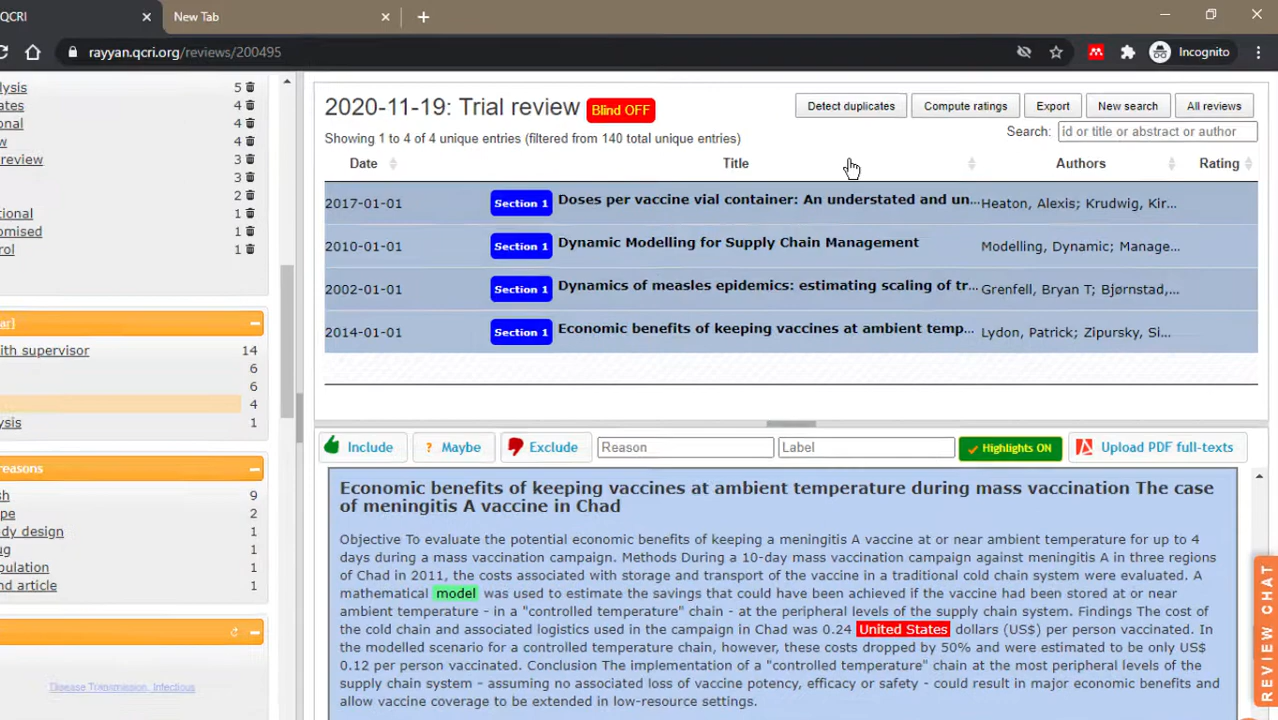 QCRI
New Tab
rayyan.qcri.org/reviews/200495
Incognito
alysis 5
ates 4
onal 4
w 4
review 3
3
2
tional 1
omised 1
rol 1
ar]
ith supervisor 14
6
6
4
ysis 1
reasons
sh 9
pe 2
dy design 1
ug 1
pulation 1
nd article 1
Disease Transmission, Infectious
2020-11-19: Trial review Blind OFF
Detect duplicates Compute ratings Export New search All reviews
Showing 1 to 4 of 4 unique entries (filtered from 140 total unique entries)
Search: id or title or abstract or author
Date Title Authors Rating
2017-01-01 Section 1 Doses per vaccine vial container: An understated and un... Heaton, Alexis; Krudwig, Kir...
2010-01-01 Section 1 Dynamic Modelling for Supply Chain Management Modelling, Dynamic; Manage...
2002-01-01 Section 1 Dynamics of measles epidemics: estimating scaling of tr... Grenfell, Bryan T; Bjørnstad,...
2014-01-01 Section 1 Economic benefits of keeping vaccines at ambient temp... Lydon, Patrick; Zipursky, Si...
Include ? Maybe Exclude Reason Label Highlights ON Upload PDF full-texts
Economic benefits of keeping vaccines at ambient temperature during mass vaccination The case
of meningitis A vaccine in Chad
Objective To evaluate the potential economic benefits of keeping a meningitis A vaccine at or near ambient temperature for up to 4
days during a mass vaccination campaign. Methods During a 10-day mass vaccination campaign against meningitis A in three regions
of Chad in 2011, the costs associated with storage and transport of the vaccine in a traditional cold chain system were evaluated. A
mathematical model was used to estimate the savings that could have been achieved if the vaccine had been stored at or near
ambient temperature - in a "controlled temperature" chain - at the peripheral levels of the supply chain system. Findings The cost of
the cold chain and associated logistics used in the campaign in Chad was 0.24 United States dollars (US$) per person vaccinated. In
the modelled scenario for a controlled temperature chain, however, these costs dropped by 50% and were estimated to be only US$
0.12 per person vaccinated. Conclusion The implementation of a "controlled temperature" chain at the most peripheral levels of the
supply chain system - assuming no associated loss of vaccine potency, efficacy or safety - could result in major economic benefits and
allow vaccine coverage to be extended in low-resource settings.
REVIEW CHAT